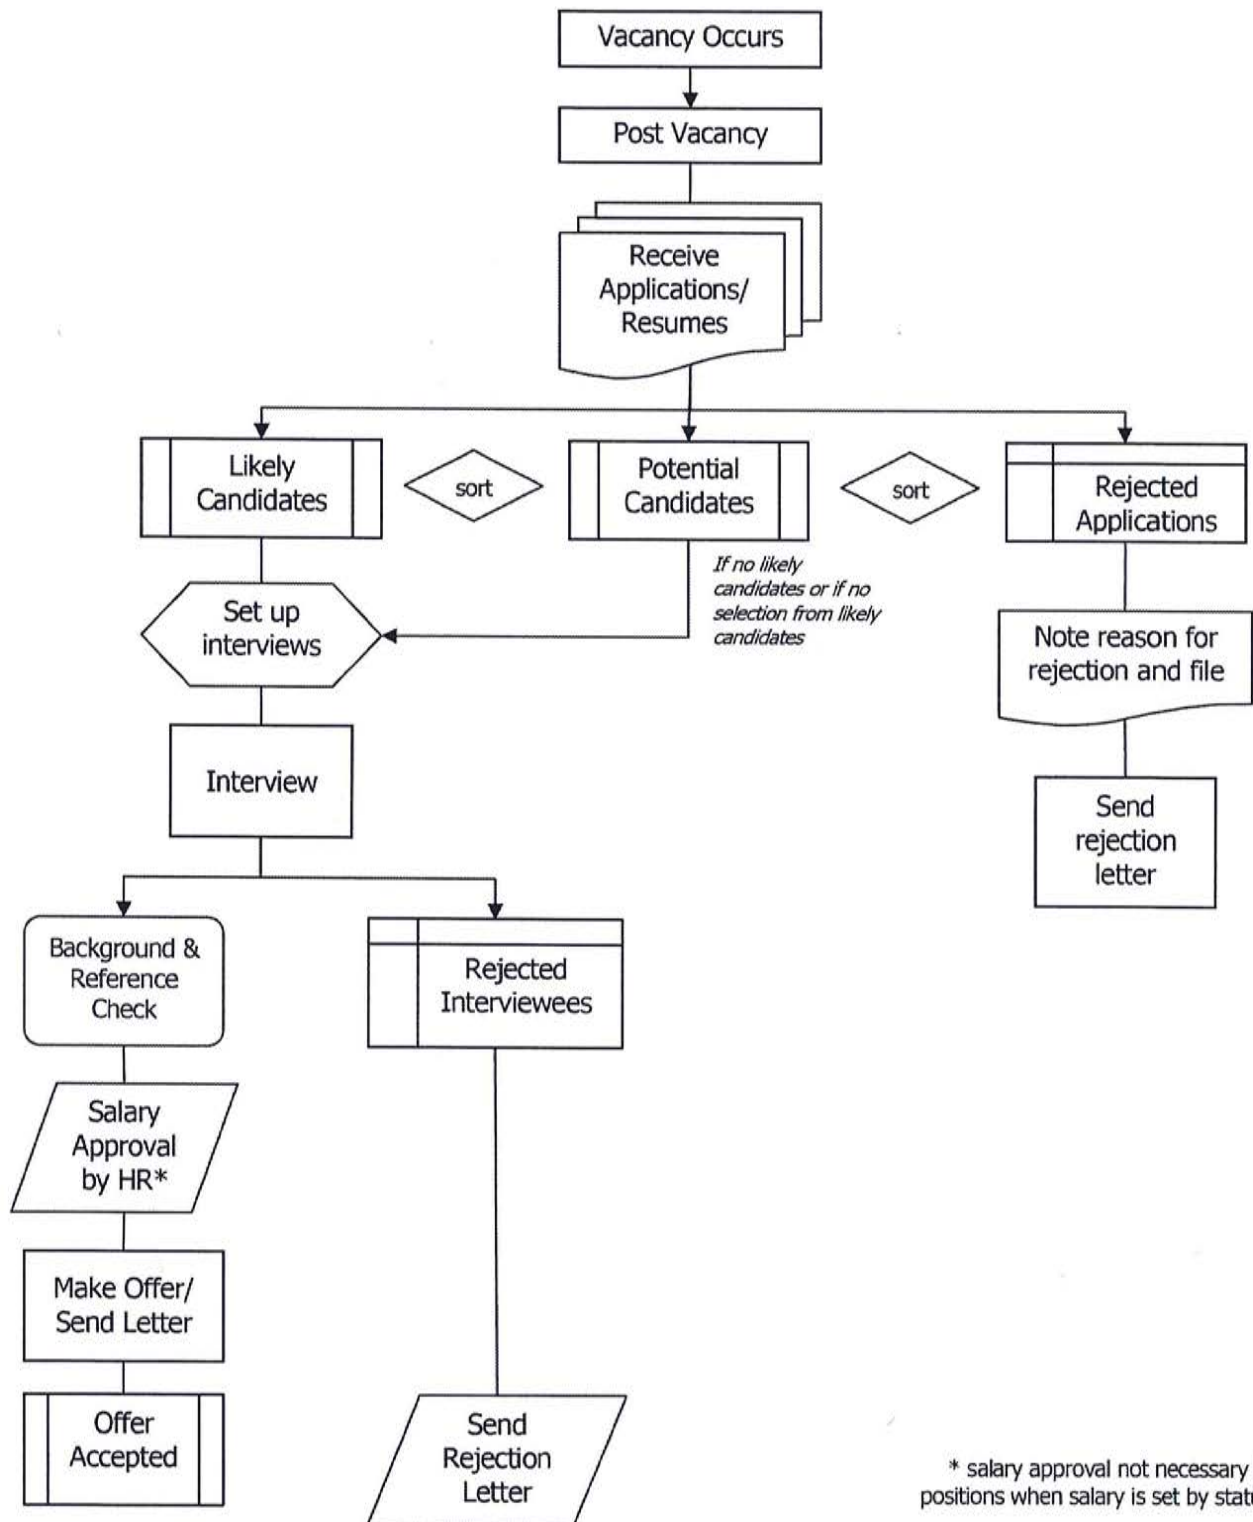 Vacancy Occurs
Post Vacancy
Receive
Applications/
Resumes
Likely
Candidates
sort
Potential
Candidates
sort
Rejected
Applications
If no likely
candidates or if no
selection from likely
candidates
Set up
interviews
Note reason for
rejection and file
Interview
Send
rejection
letter
Background &
Reference
Check
Rejected
Interviewees
Salary
Approval
by HR*
Make Offer/
Send Letter
Offer
Accepted
Send
Rejection
Letter
* salary approval not necessary
positions when salary is set by